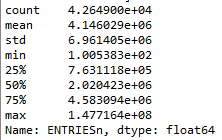 count    4.264900e+04
mean     4.146029e+06
std      6.961405e+06
min      1.005383e+02
25%      7.631118e+05
50%      2.020423e+06
75%      4.583094e+06
max      1.477164e+08
Name: ENTRIESn, dtype: float64